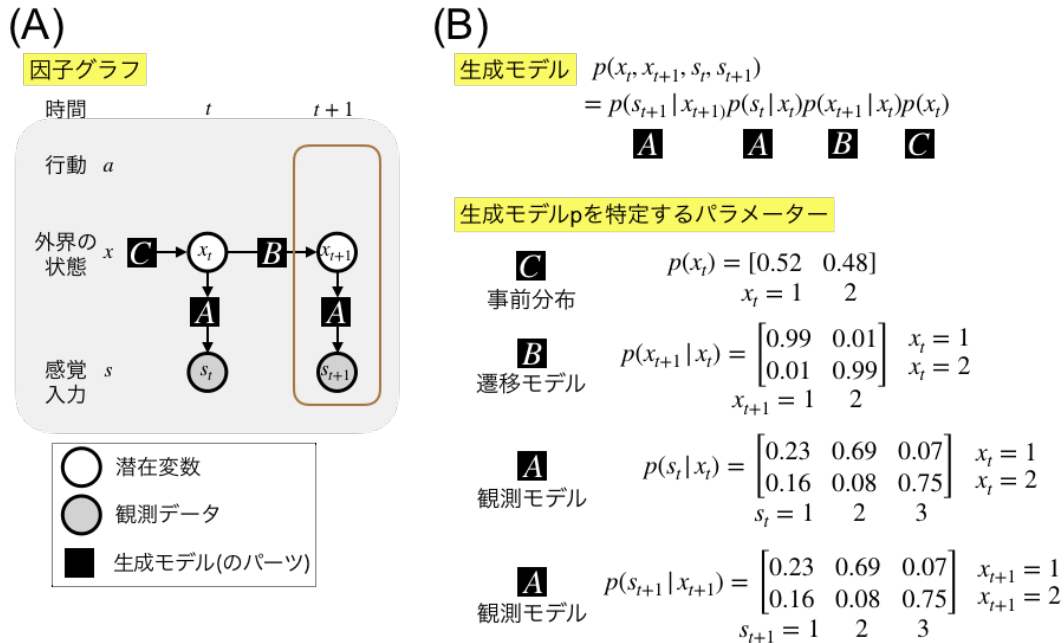 (A)
因子グラフ
時間 t t + 1
行動 a
外界の
状態 x C x_t B x_{t+1}
A A
感覚
入力 s s_t s_{t+1}
潜在変数
観測データ
生成モデル(のパーツ)
(B)
生成モデル p(x_t, x_{t+1}, s_t, s_{t+1})
= p(s_{t+1} | x_{t+1})p(s_t | x_t)p(x_{t+1} | x_t)p(x_t)
A A B C
生成モデルpを特定するパラメーター
C
事前分布
p(x_t) = [0.52 0.48]
x_t = 1 2
B
遷移モデル
p(x_{t+1} | x_t) =
0.99 0.01 x_t = 1
0.01 0.99 x_t = 2
x_{t+1} = 1 2
A
観測モデル
p(s_t | x_t) =
0.23 0.69 0.07 x_t = 1
0.16 0.08 0.75 x_t = 2
s_t = 1 2 3
A
観測モデル
p(s_{t+1} | x_{t+1}) =
0.23 0.69 0.07 x_{t+1} = 1
0.16 0.08 0.75 x_{t+1} = 2
s_{t+1} = 1 2 3